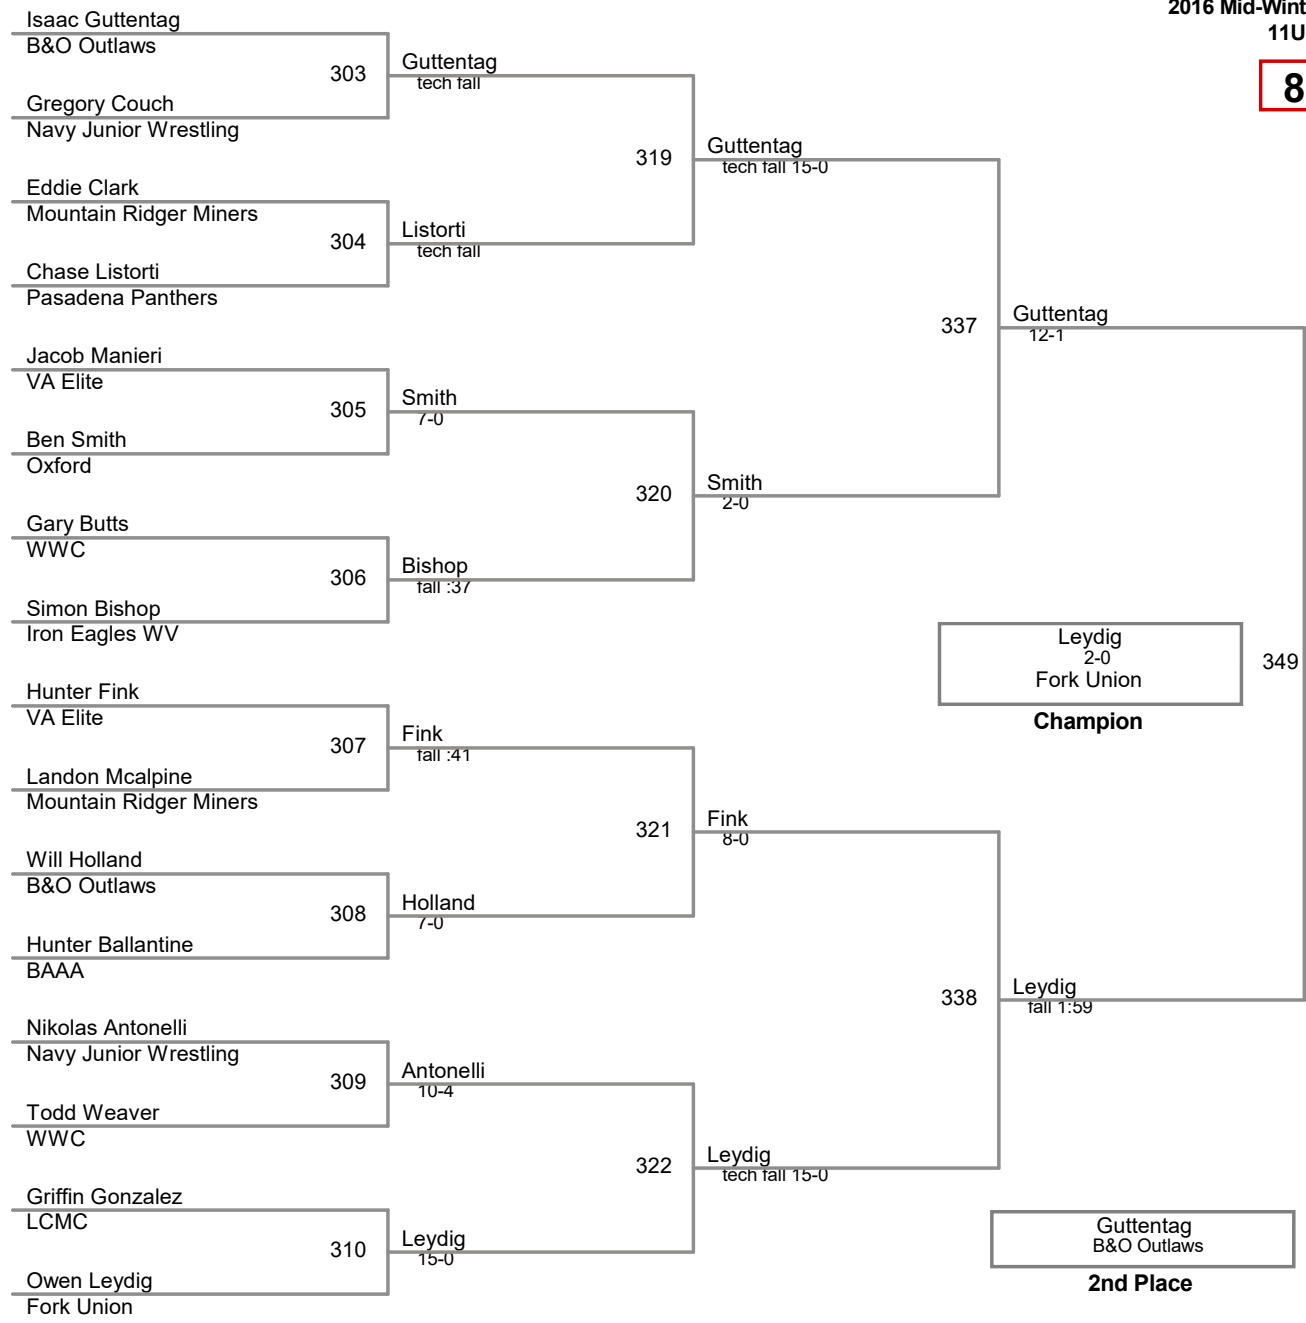 2016 Mid-Wint
11U
8
Isaac Guttentag
B&O Outlaws
303
Guttentag
tech fall
Gregory Couch
Navy Junior Wrestling
319
Guttentag
tech fall 15-0
Eddie Clark
Mountain Ridger Miners
304
Listorti
tech fall
Chase Listorti
Pasadena Panthers
337
Guttentag
12-1
Jacob Manieri
VA Elite
305
Smith
7-0
Ben Smith
Oxford
320
Smith
2-0
Gary Butts
WWC
306
Bishop
fall :37
Simon Bishop
Iron Eagles WV
Leydig
2-0
Fork Union
349
Champion
Hunter Fink
VA Elite
307
Fink
fall :41
Landon Mcalpine
Mountain Ridger Miners
321
Fink
8-0
Will Holland
B&O Outlaws
308
Holland
7-0
Hunter Ballantine
BAAA
338
Leydig
fall 1:59
Nikolas Antonelli
Navy Junior Wrestling
309
Antonelli
10-4
Todd Weaver
WWC
322
Leydig
tech fall 15-0
Griffin Gonzalez
LCMC
310
Leydig
15-0
Owen Leydig
Fork Union
Guttentag
B&O Outlaws
2nd Place